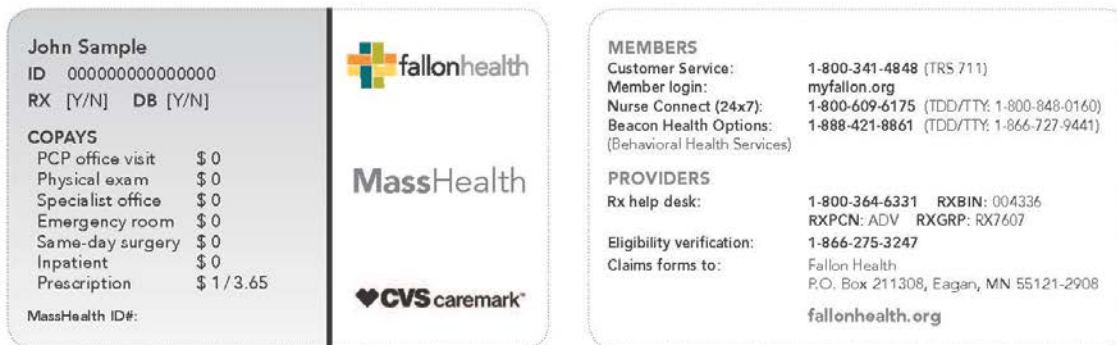 John Sample
ID 000000000000000
RX [Y/N] DB [Y/N]
COPAYS
PCP office visit $ 0
Physical exam $ 0
Specialist office $ 0
Emergency room $ 0
Same-day surgery $ 0
Inpatient $ 0
Prescription $ 1/3.65
MassHealth ID#:
fallonhealth
MassHealth
CVS caremark
MEMBERS
Customer Service: 1-800-341-4848 (TRS 711)
Member login: myfallon.org
Nurse Connect (24x7): 1-800-609-6175 (TDD/TTY: 1-800-848-0160)
Beacon Health Options: 1-888-421-8861 (TDD/TTY: 1-866-727-9441)
(Behavioral Health Services)
PROVIDERS
Rx help desk: 1-800-364-6331 RXBIN: 004336
RXPCN: ADV RXGRP: RX7607
Eligibility verification: 1-866-275-3247
Claims forms to: Fallon Health
P.O. Box 211308, Eagan, MN 55121-2908
fallonhealth.org